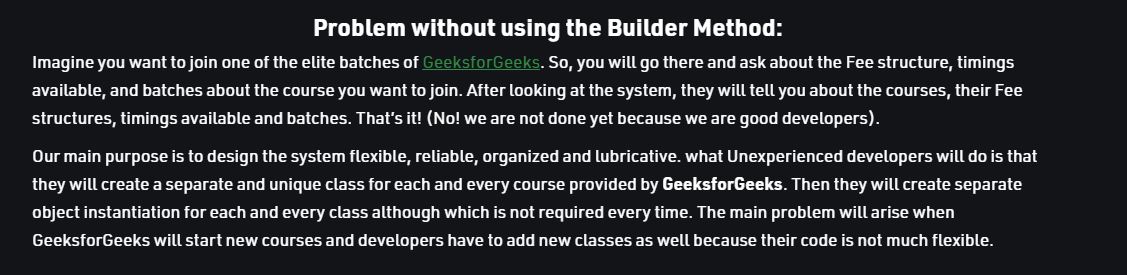 Problem without using the Builder Method:
Imagine you want to join one of the elite batches of GeeksforGeeks. So, you will go there and ask about the Fee structure, timings
available, and batches about the course you want to join. After looking at the system, they will tell you about the courses, their Fee
structures, timings available and batches. That's it! (No! we are not done yet because we are good developers).
Our main purpose is to design the system flexible, reliable, organized and lubricative. what Unexperienced developers will do is that
they will create a separate and unique class for each and every course provided by GeeksforGeeks. Then they will create separate
object instantiation for each and every class although which is not required every time. The main problem will arise when
GeeksforGeeks will start new courses and developers have to add new classes as well because their code is not much flexible.